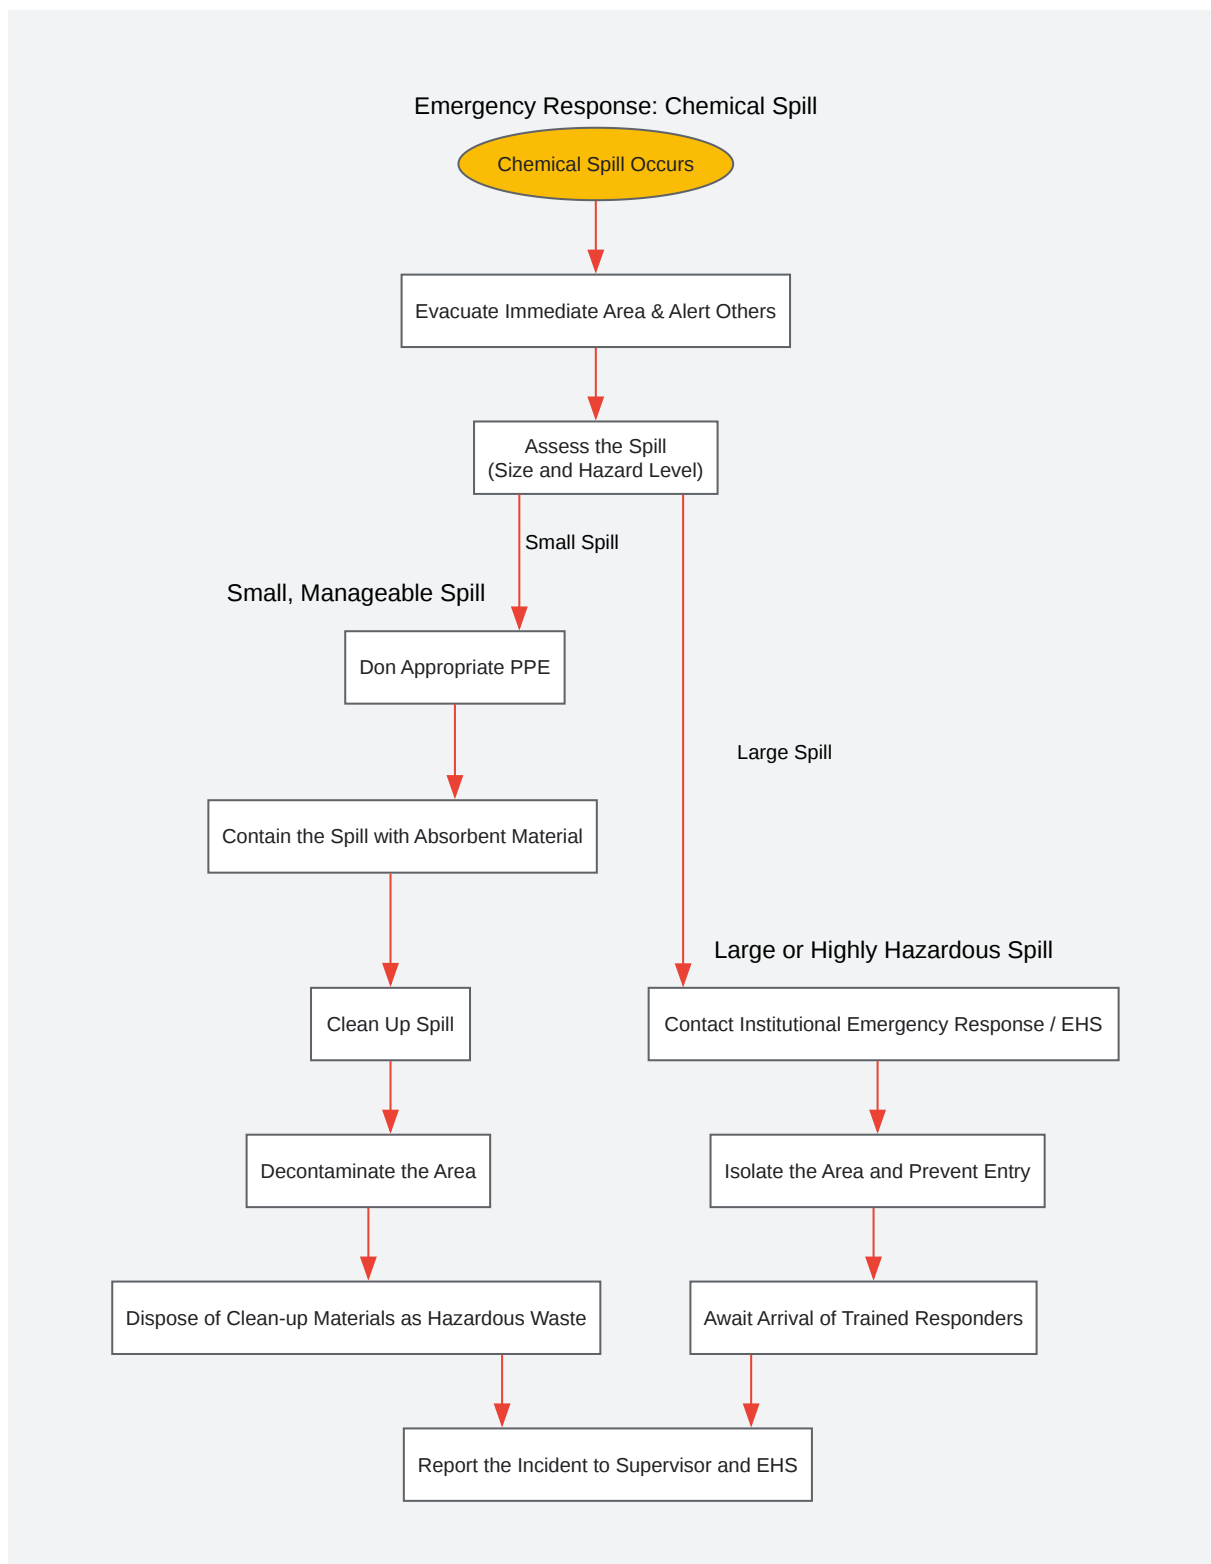 Emergency Response: Chemical Spill
Chemical Spill Occurs
Evacuate Immediate Area & Alert Others
Assess the Spill
(Size and Hazard Level)
Small Spill
Small, Manageable Spill
Don Appropriate PPE
Large Spill
Contain the Spill with Absorbent Material
Large or Highly Hazardous Spill
Clean Up Spill
Contact Institutional Emergency Response / EHS
Decontaminate the Area
Isolate the Area and Prevent Entry
Dispose of Clean-up Materials as Hazardous Waste
Await Arrival of Trained Responders
Report the Incident to Supervisor and EHS